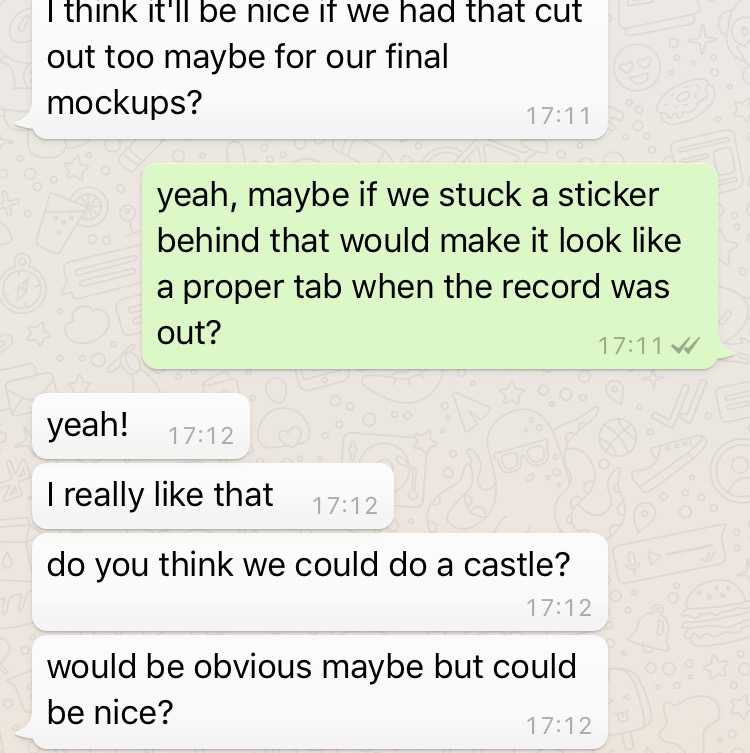 I think it'll be nice if we had that cut
out too maybe for our final
mockups?
17:11
yeah, maybe if we stuck a sticker
behind that would make it look like
a proper tab when the record was
out?
17:11
yeah!
17:12
I really like that
17:12
do you think we could do a castle?
17:12
would be obvious maybe but could
be nice?
17:12